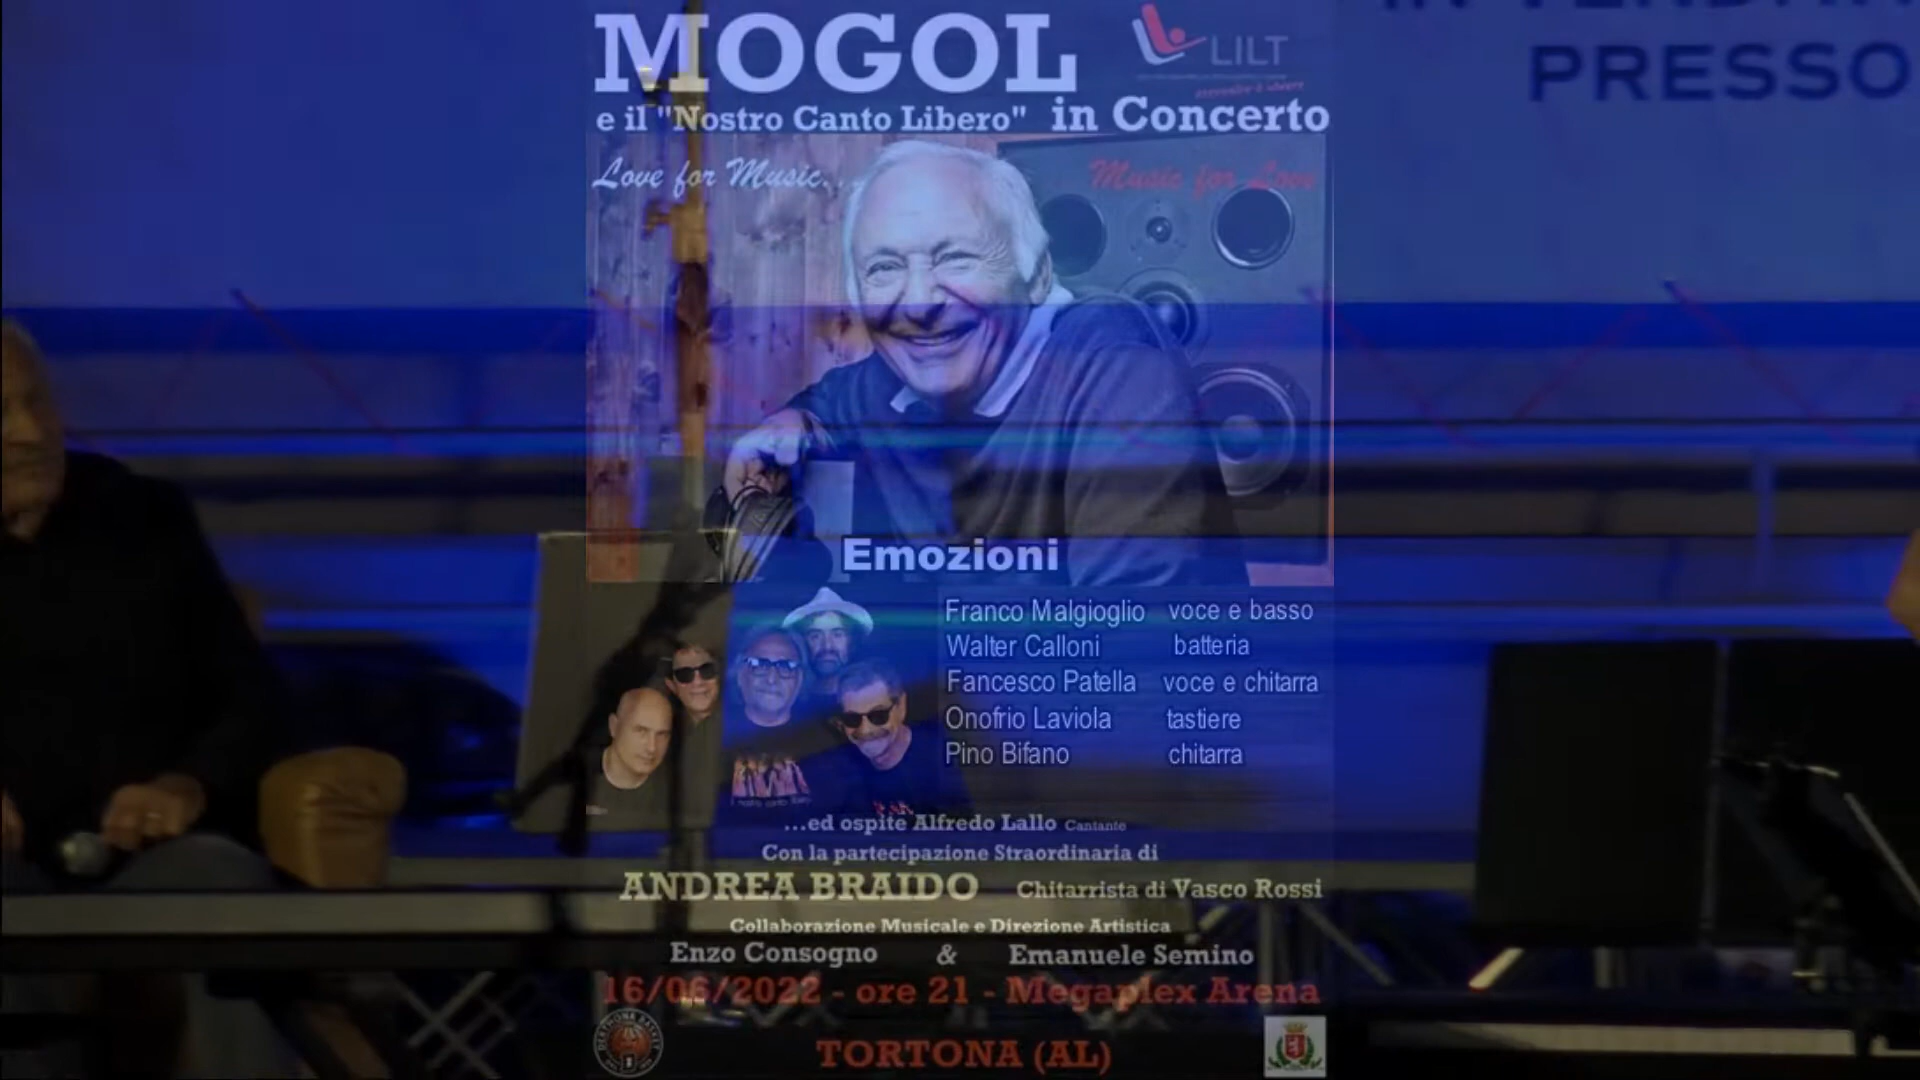 MOGOL
LILT
PRESSO
e il "Nostro Canto Libero" in Concerto
Love for Music... Music for Love
Emozioni
Franco Malgioglio voce e basso
Walter Calloni batteria
Fancesco Patella voce e chitarra
Onofrio Laviola tastiere
Pino Bifano chitarra
...ed ospite Alfredo Lallo Cantante
Con la partecipazione Straordinaria di
ANDREA BRAIDO Chitarrista di Vasco Rossi
Collaborazione Musicale e Direzione Artistica
Enzo Consogno & Emanuele Semino
16/06/2022 - ore 21 - Megaplex Arena
TORTONA (AL)